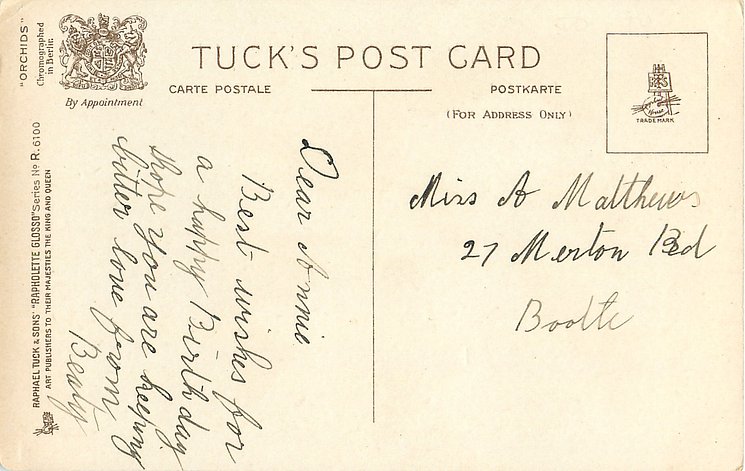 "ORCHIDS"
Chromographed
in Berlin
By Appointment
TUCK'S POST CARD
CARTE POSTALE
POSTKARTE
(FOR ADDRESS ONLY)
TRADE MARK
RAPHAEL TUCK & SONS' "RAPHOLETTE GLOSSO" Series No R. 6100
ART PUBLISHERS TO THEIR MAJESTIES THE KING AND QUEEN
Dear Annie
Best wishes for
a happy Birthday
hope you are keeping
bitter love from
Beaty
Miss A Matthews
27 Merton Rd
Bootle